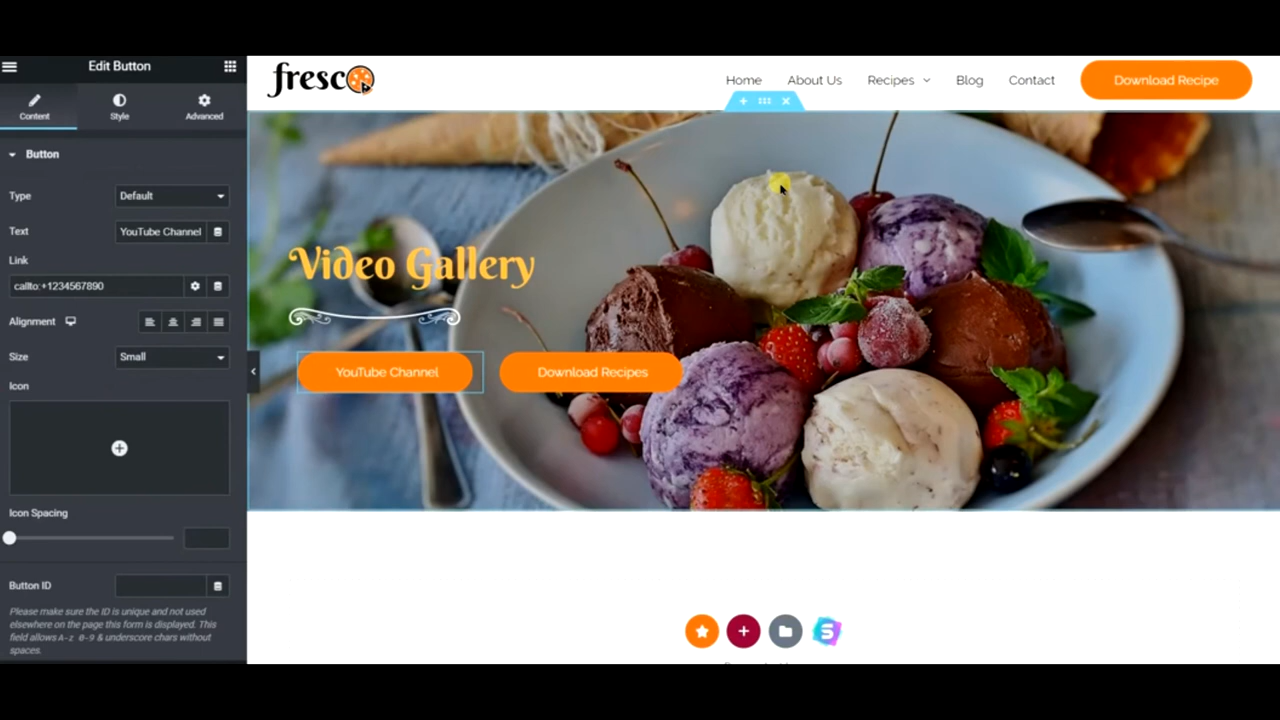 Edit Button
Content
Style
Advanced
Button
Type
Default
Text
YouTube Channel
Link
callto:+1234567890
Alignment
Size
Small
Icon
Icon Spacing
Button ID
Please make sure the ID is unique and not used
elsewhere on the page this form is displayed. This
field allows A-z 0-9 & underscore chars without
spaces.
fresco
Home
About Us
Recipes
Blog
Contact
Download Recipe
Video Gallery
YouTube Channel
Download Recipes